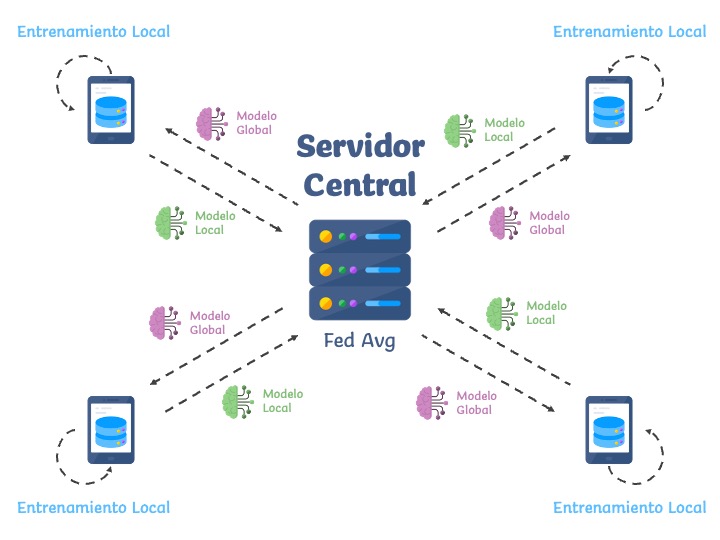 Entrenamiento Local
Entrenamiento Local
Modelo
Global
Modelo
Local
Servidor
Central
Modelo
Local
Modelo
Global
Modelo
Global
Modelo
Local
Fed Avg
Modelo
Local
Modelo
Global
Entrenamiento Local
Entrenamiento Local